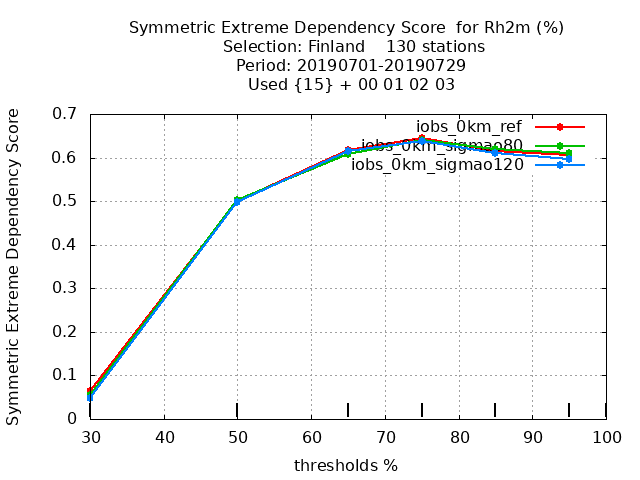 Symmetric Extreme Dependency Score  for Rh2m (%)
Selection: Finland    130 stations
Period: 20190701-20190729
Used {15} + 00 01 02 03
Symmetric Extreme Dependency Score
0.7
0.6
0.5
0.4
0.3
0.2
0.1
0
iobs_0km_ref
iobs_0km_sigmao80
iobs_0km_sigmao120
30 40 50 60 70 80 90 100
thresholds %